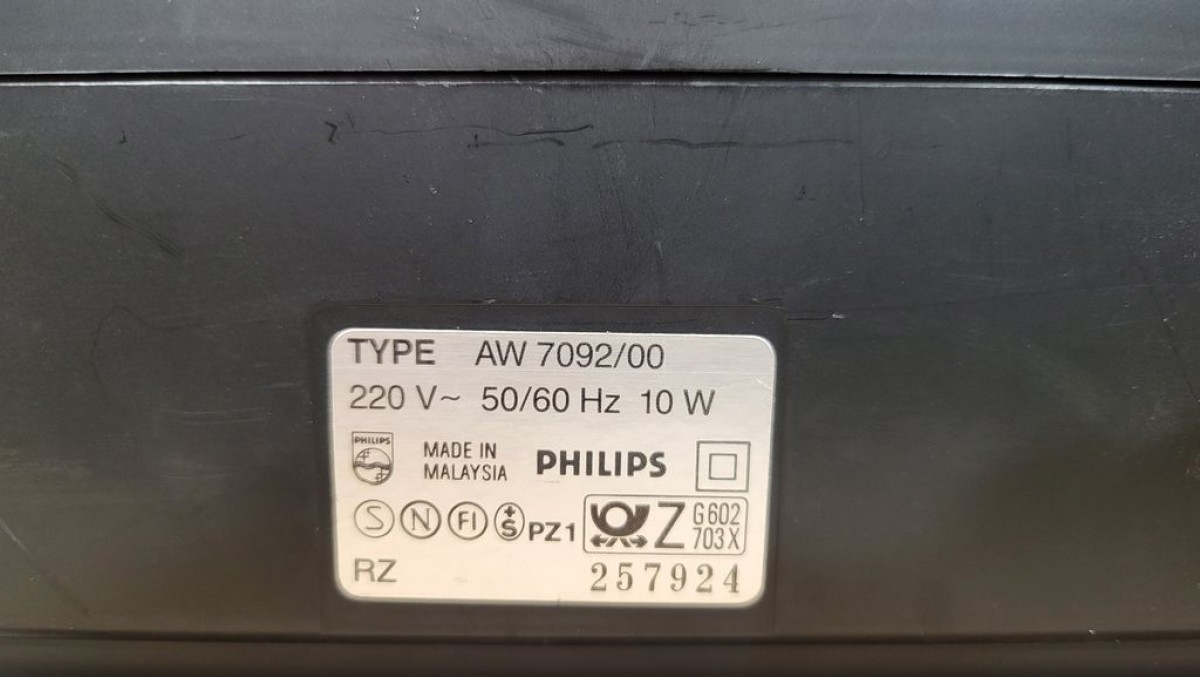 TYPE AW 7092/00
220 V~ 50/60 Hz 10 W
PHILIPS
MADE IN
MALAYSIA
PHILIPS
S N FI +S PZ1 Z G602
703X
RZ 257924